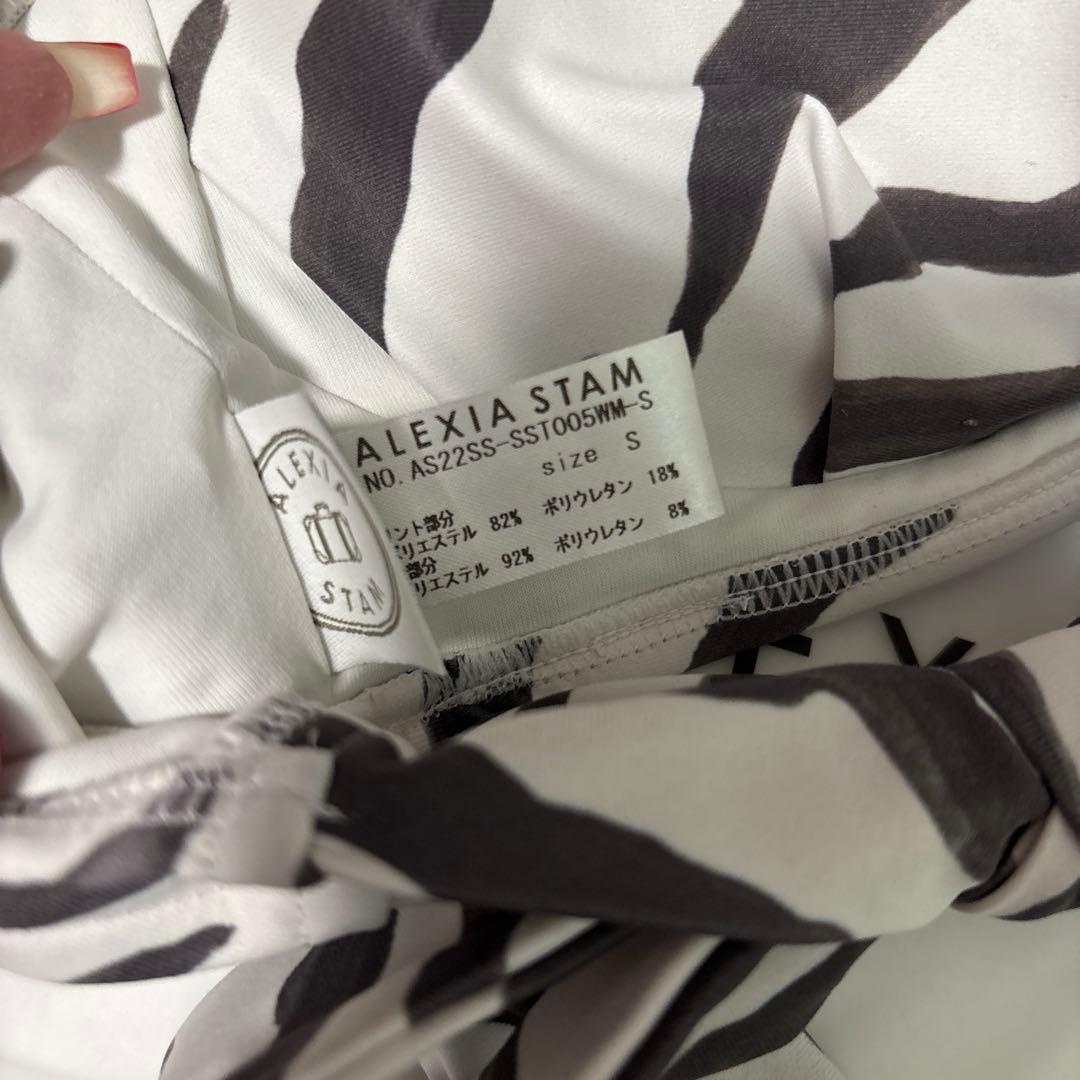 ALEXIA STAM
NO. AS22SS-SST005WM-S
size S
ント部分
リエステル 82% ポリウレタン 18%
部分
リエステル 92% ポリウレタン 8%
ALEXIA
STAM